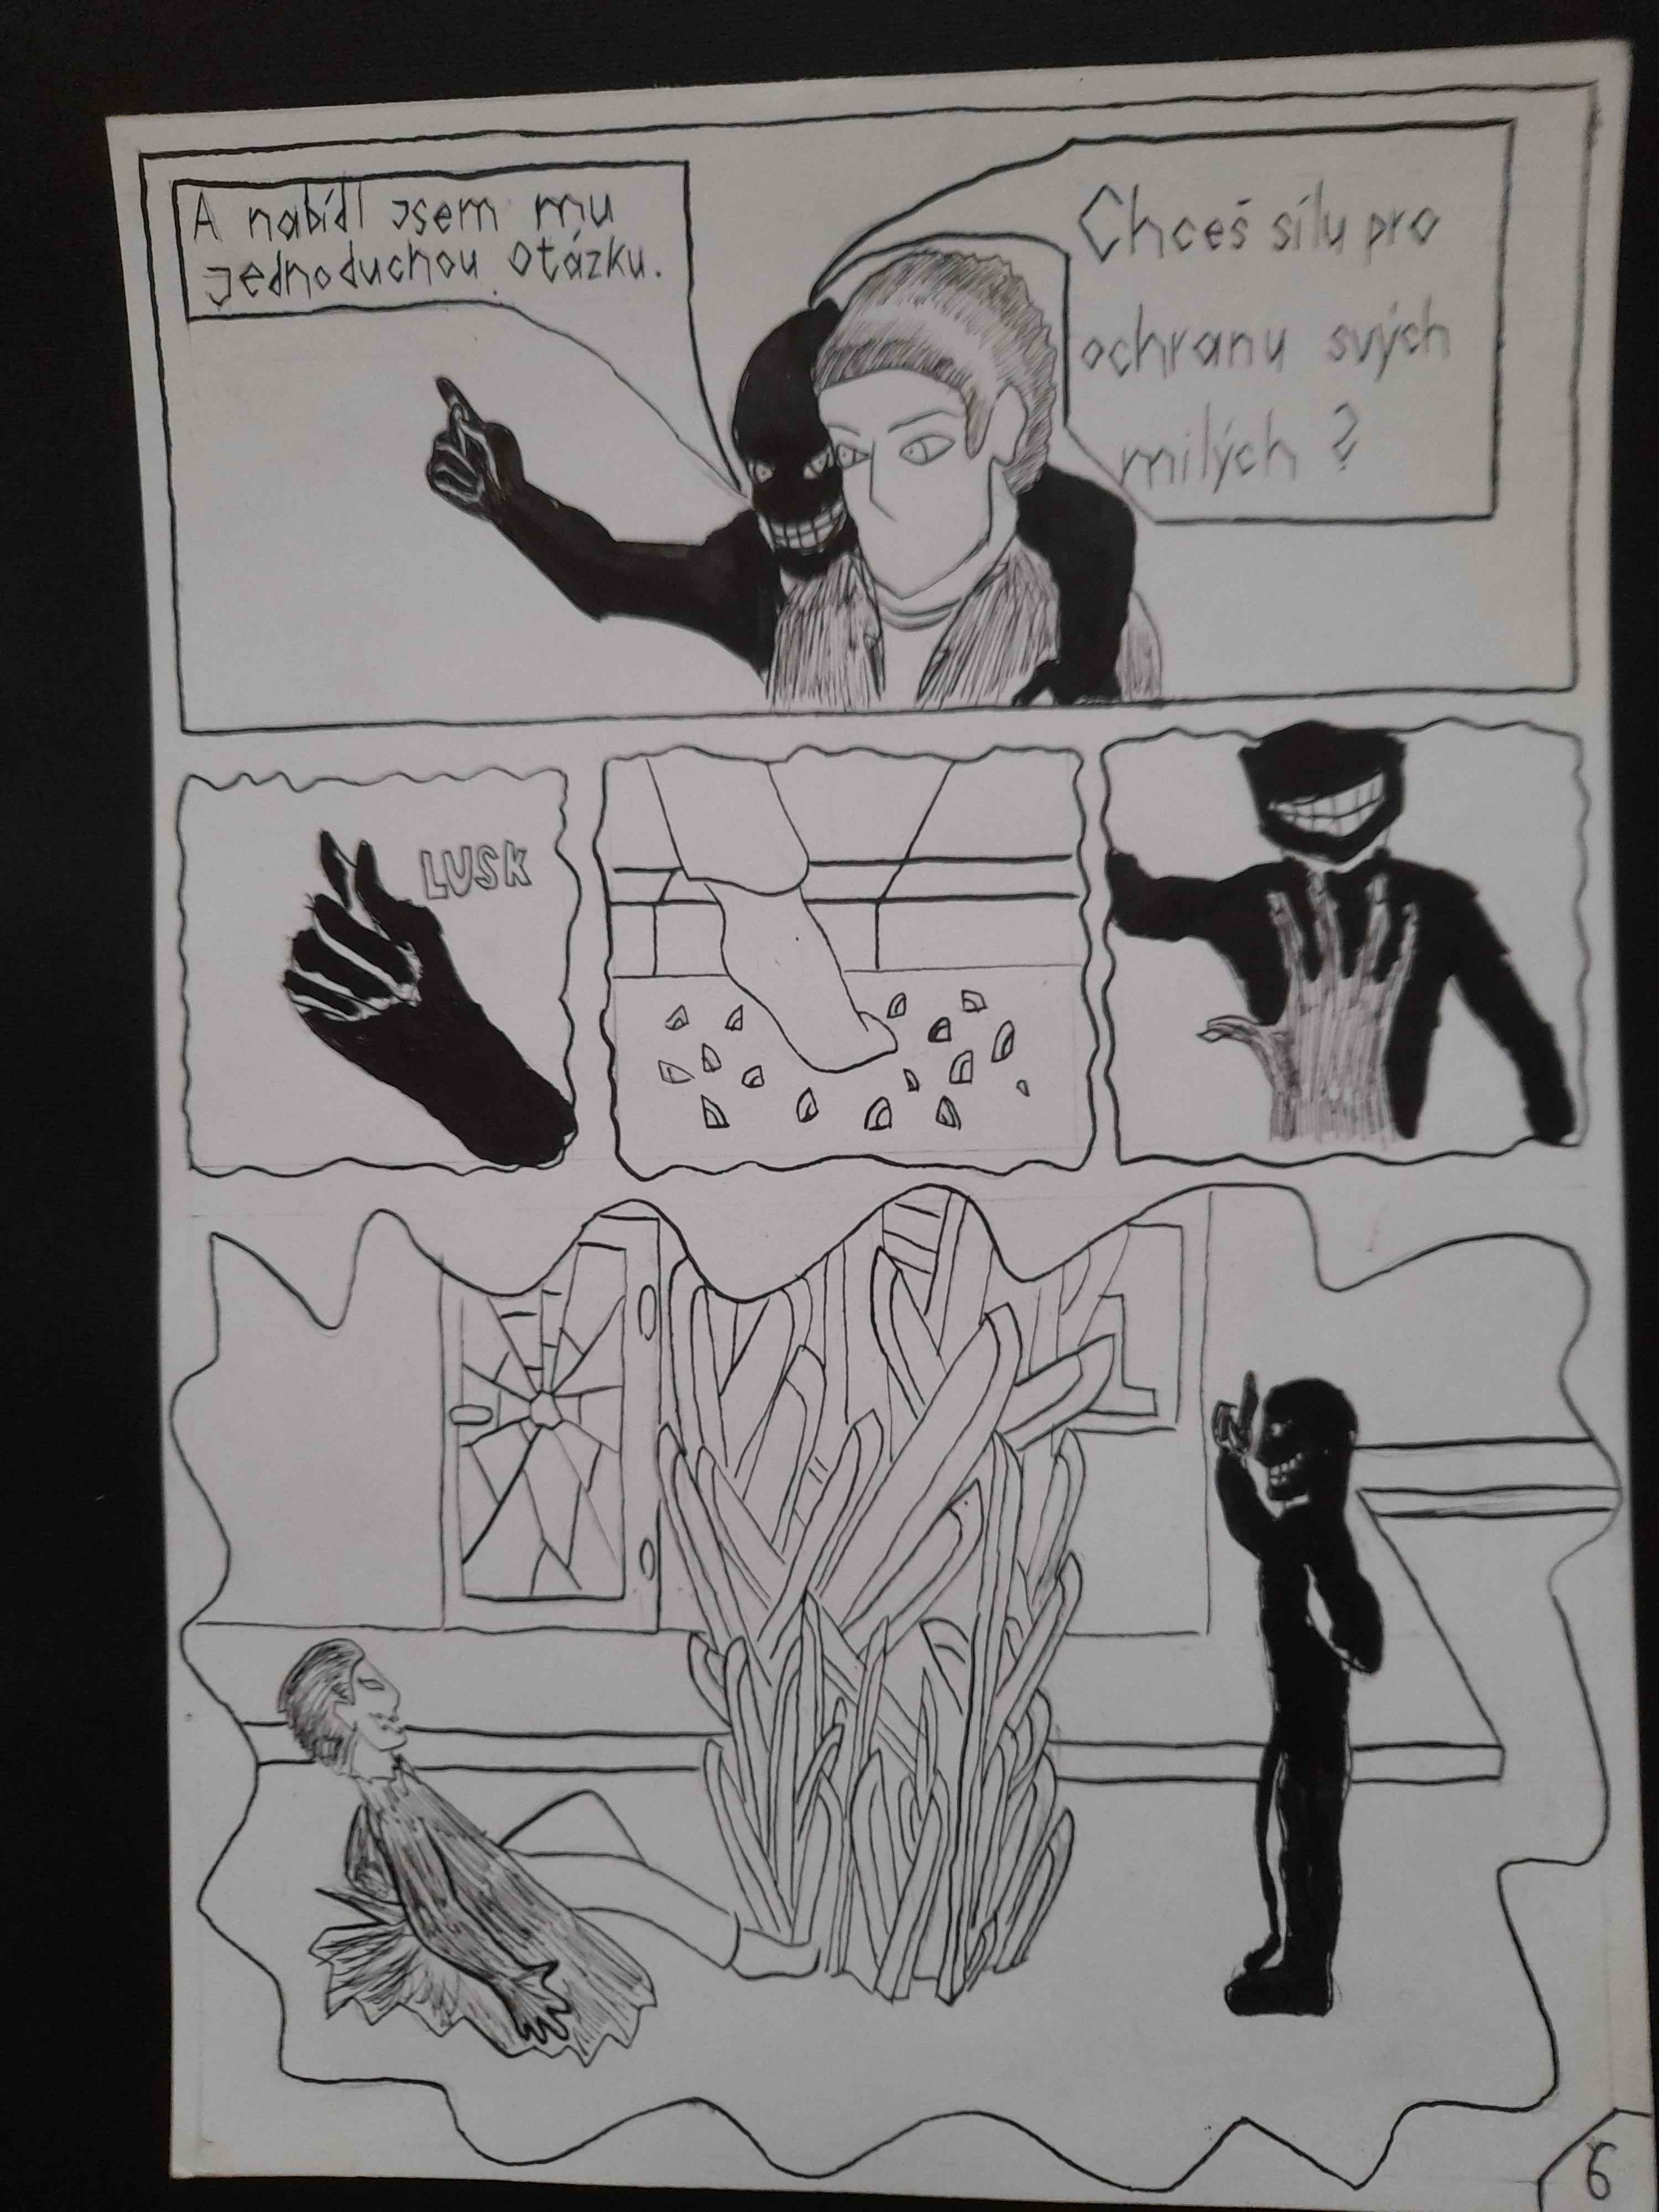 A nabídl jsem mu
jednoduchou otázku.
Chceš sílu pro
ochranu svých
milých ?
LUSK
6